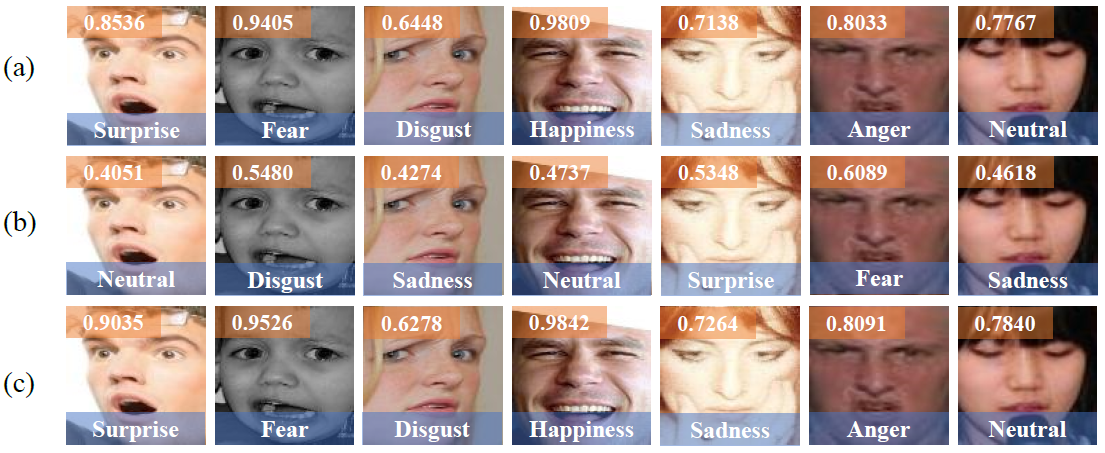 (a)
0.8536 0.9405 0.6448 0.9809 0.7138 0.8033 0.7767
Surprise Fear Disgust Happiness Sadness Anger Neutral
(b)
0.4051 0.5480 0.4274 0.4737 0.5348 0.6089 0.4618
Neutral Disgust Sadness Neutral Surprise Fear Sadness
(c)
0.9035 0.9526 0.6278 0.9842 0.7264 0.8091 0.7840
Surprise Fear Disgust Happiness Sadness Anger Neutral